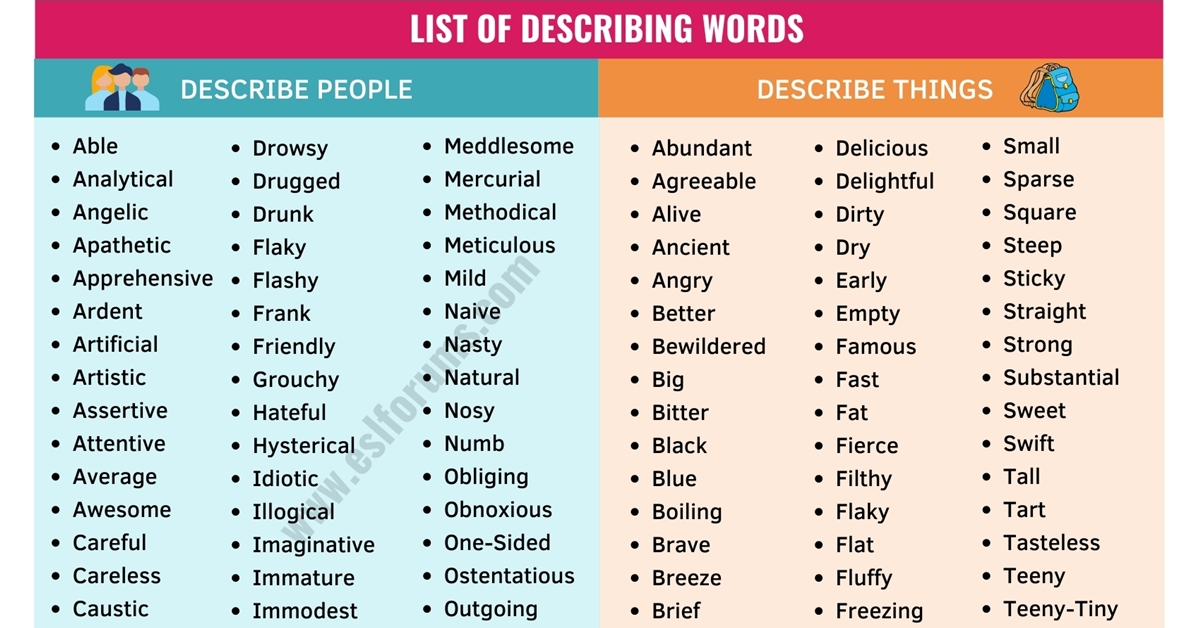 LIST OF DESCRIBING WORDS
DESCRIBE PEOPLE
• Able
• Analytical
• Angelic
• Apathetic
• Apprehensive
• Ardent
• Artificial
• Artistic
• Assertive
• Attentive
• Average
• Awesome
• Careful
• Careless
• Caustic
• Drowsy
• Drugged
• Drunk
• Flaky
• Flashy
• Frank
• Friendly
• Grouchy
• Hateful
• Hysterical
• Idiotic
• Illogical
• Imaginative
• Immature
• Immodest
• Meddlesome
• Mercurial
• Methodical
• Meticulous
• Mild
• Naive
• Nasty
• Natural
• Nosy
• Numb
• Obliging
• Obnoxious
• One-Sided
• Ostentatious
• Outgoing
www.eslforums.com
DESCRIBE THINGS
• Abundant
• Agreeable
• Alive
• Ancient
• Angry
• Better
• Bewildered
• Big
• Bitter
• Black
• Blue
• Boiling
• Brave
• Breeze
• Brief
• Delicious
• Delightful
• Dirty
• Dry
• Early
• Empty
• Famous
• Fast
• Fat
• Fierce
• Filthy
• Flaky
• Flat
• Fluffy
• Freezing
• Small
• Sparse
• Square
• Steep
• Sticky
• Straight
• Strong
• Substantial
• Sweet
• Swift
• Tall
• Tart
• Tasteless
• Teeny
• Teeny-Tiny